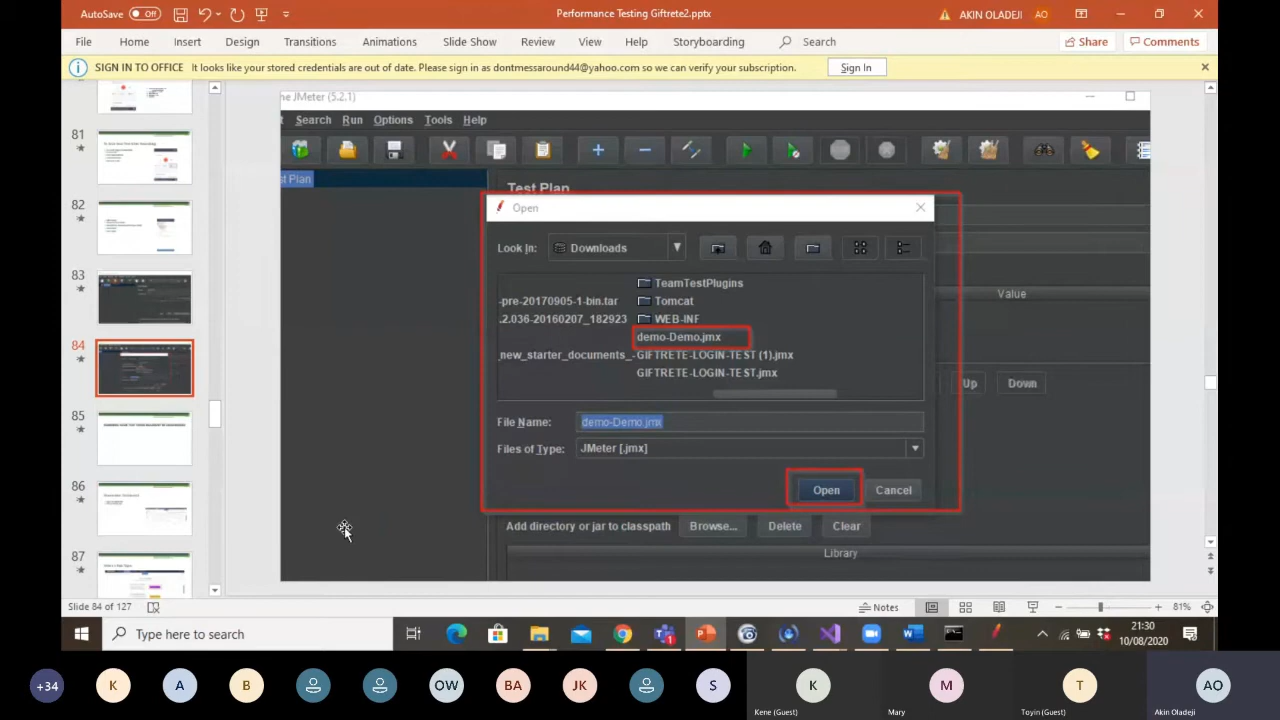 AutoSave Off
Performance Testing Giftrete2.pptx
AKIN OLADEJI AO
File Home Insert Design Transitions Animations Slide Show Review View Help Storyboarding Search Share Comments
SIGN IN TO OFFICE It looks like your stored credentials are out of date. Please sign in as dontmessaround44@yahoo.com so we can verify your subscription. Sign In
81
82
83
84
85
86
87
ne JMeter (5.2.1)
t Search Run Options Tools Help
st Plan
Test Plan
Open
Look In: Downloads
TeamTestPlugins
-pre-20170905-1-bin.tar Tomcat
.2.036-20160207_182923 WEB-INF
demo-Demo.jmx
_new_starter_documents_- GIFTRETE-LOGIN-TEST (1).jmx
GIFTRETE-LOGIN-TEST.jmx
Value
Up Down
File Name: demo-Demo.jmx
Files of Type: JMeter [.jmx]
Open Cancel
Add directory or jar to classpath Browse... Delete Clear
Library
Slide 84 of 127
Notes
81%
Type here to search
21:30
10/08/2020
+34 K A B OW BA JK S K M T AO
Kene (Guest) Mary Toyin (Guest) Akin Oladeji